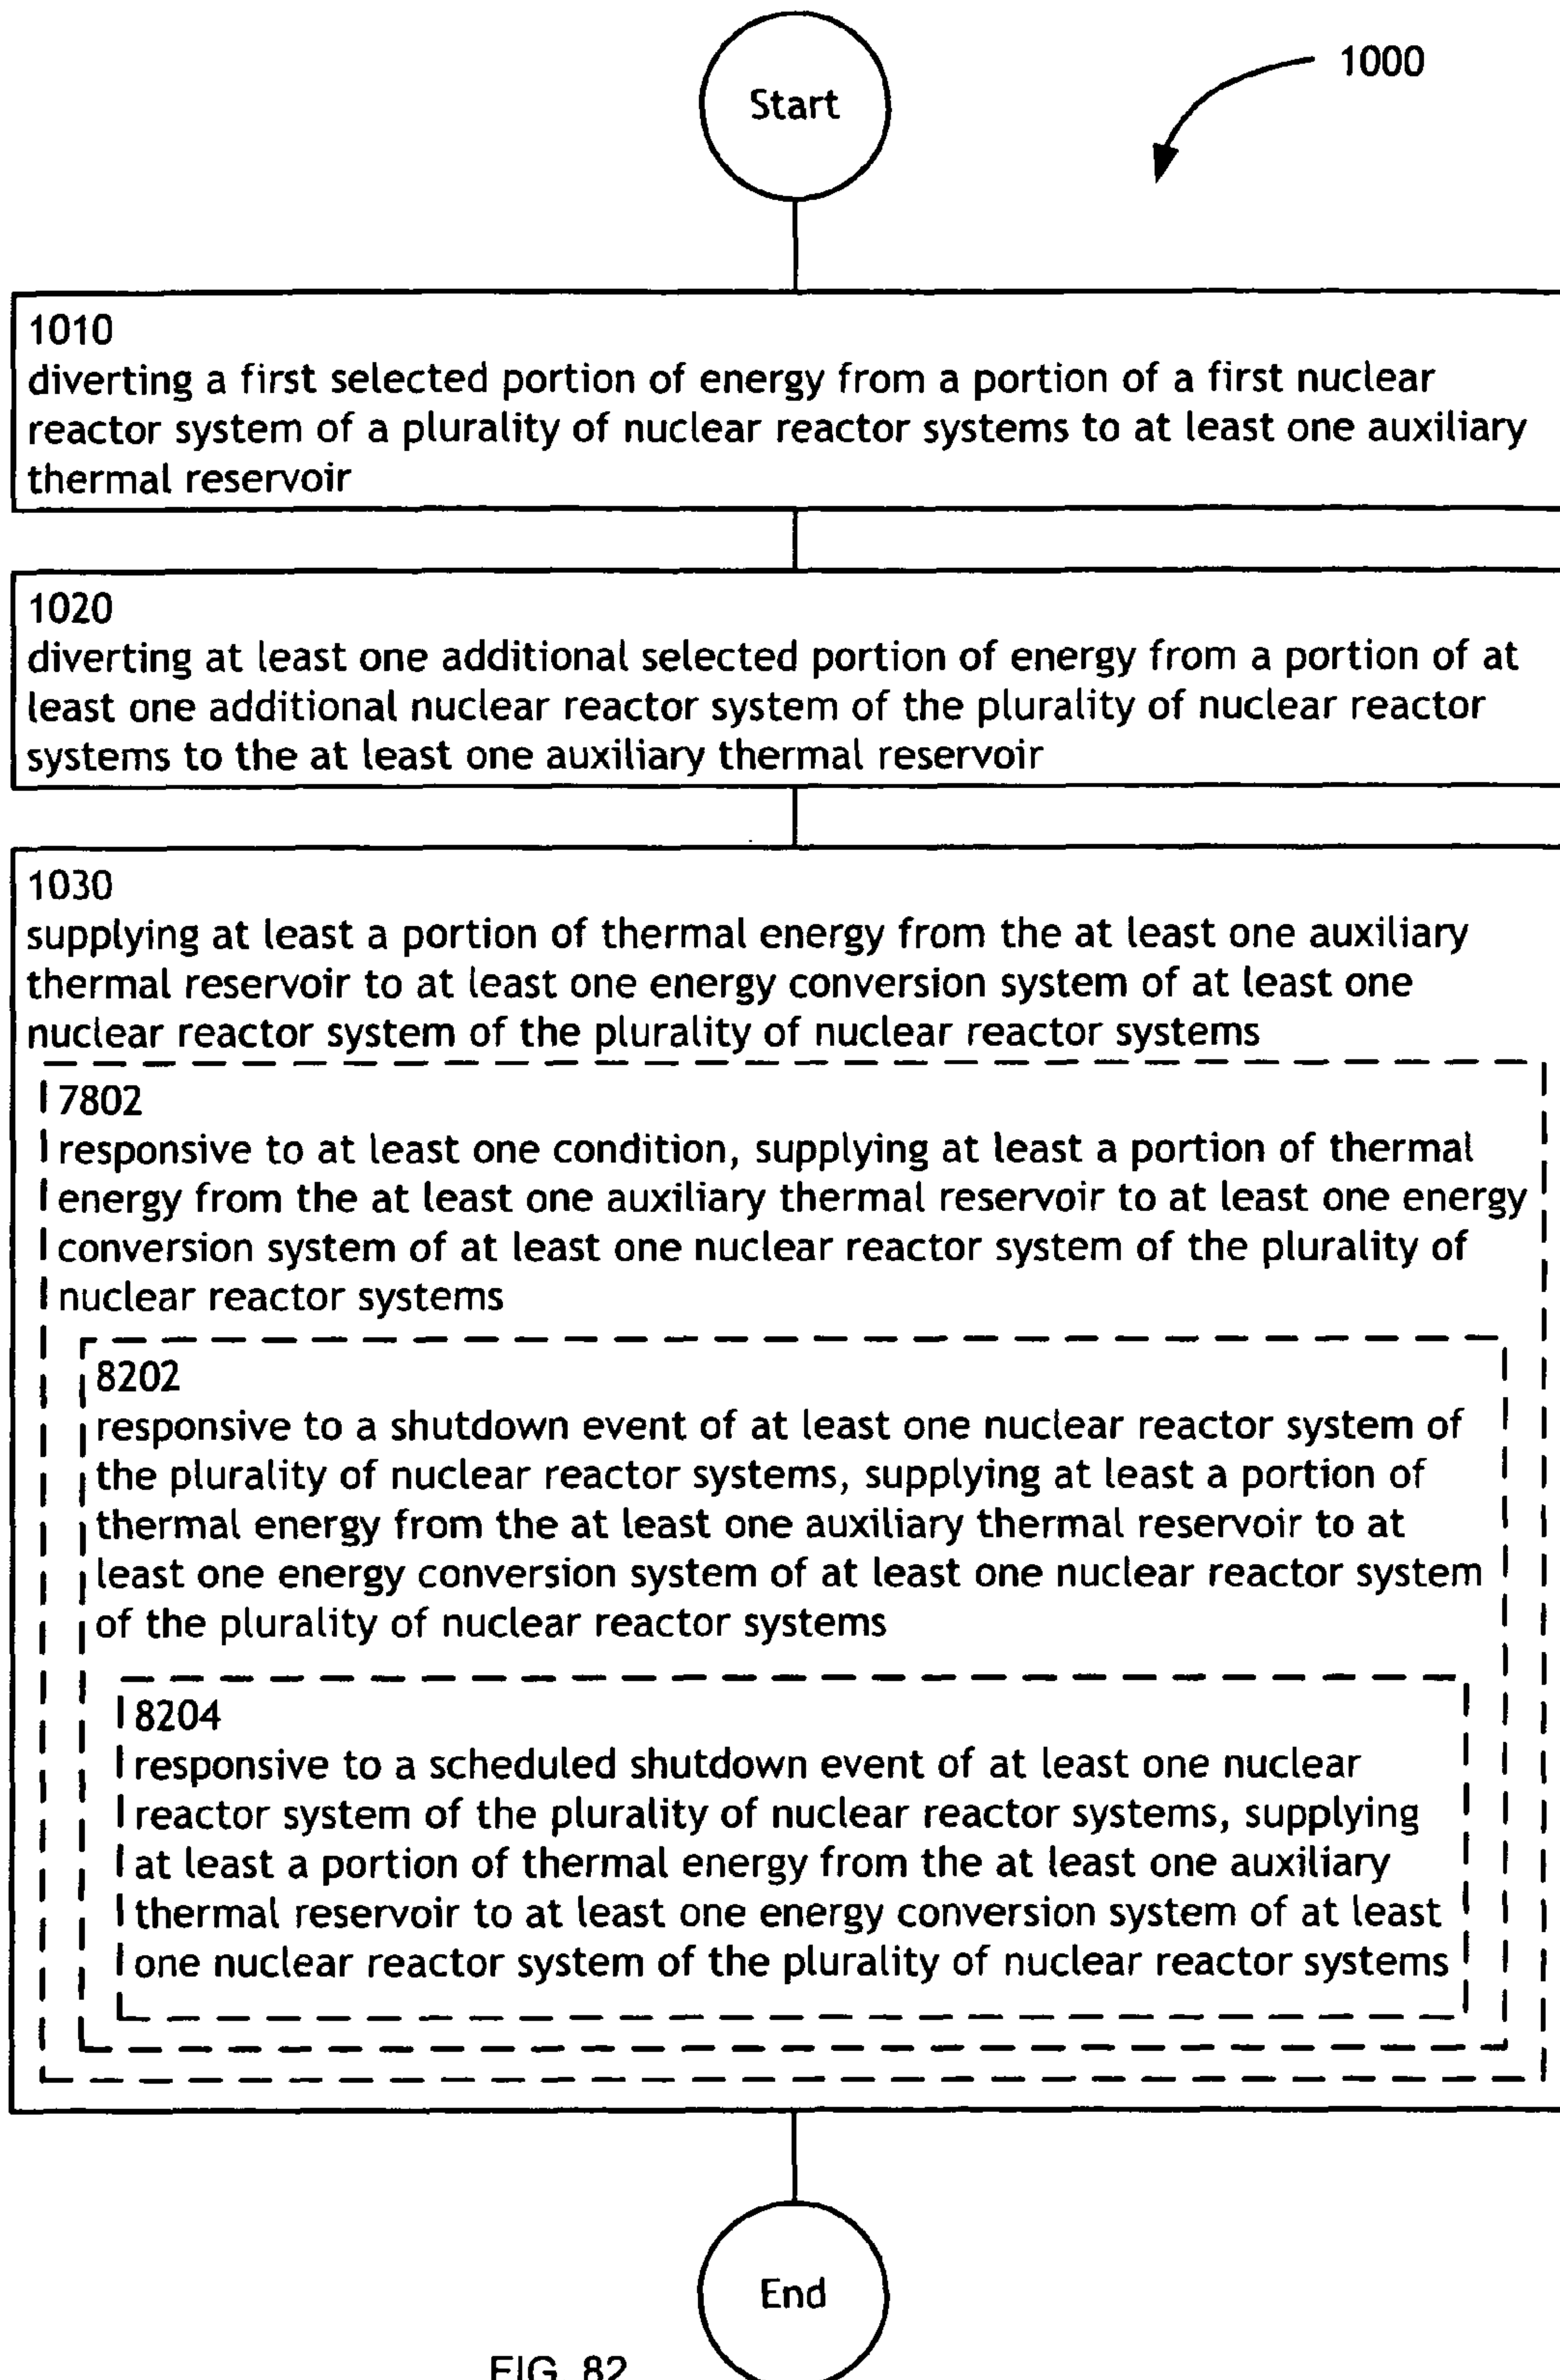 Start
1000
1010
diverting a first selected portion of energy from a portion of a first nuclear
reactor system of a plurality of nuclear reactor systems to at least one auxiliary
thermal reservoir
1020
diverting at least one additional selected portion of energy from a portion of at
least one additional nuclear reactor system of the plurality of nuclear reactor
systems to the at least one auxiliary thermal reservoir
1030
supplying at least a portion of thermal energy from the at least one auxiliary
thermal reservoir to at least one energy conversion system of at least one
nuclear reactor system of the plurality of nuclear reactor systems
7802
responsive to at least one condition, supplying at least a portion of thermal
energy from the at least one auxiliary thermal reservoir to at least one energy
conversion system of at least one nuclear reactor system of the plurality of
nuclear reactor systems
8202
responsive to a shutdown event of at least one nuclear reactor system of
the plurality of nuclear reactor systems, supplying at least a portion of
thermal energy from the at least one auxiliary thermal reservoir to at
least one energy conversion system of at least one nuclear reactor system
of the plurality of nuclear reactor systems
8204
responsive to a scheduled shutdown event of at least one nuclear
reactor system of the plurality of nuclear reactor systems, supplying
at least a portion of thermal energy from the at least one auxiliary
thermal reservoir to at least one energy conversion system of at least
one nuclear reactor system of the plurality of nuclear reactor systems
End
FIG. 82